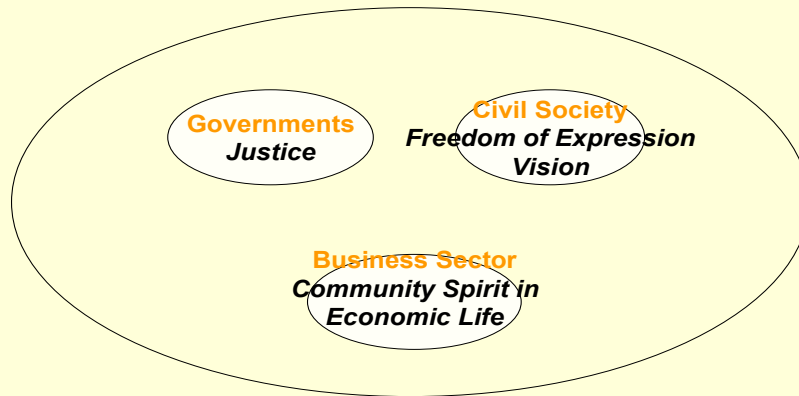 Governments
Justice
Civil Society
Freedom of Expression
Vision
Business Sector
Community Spirit in
Economic Life